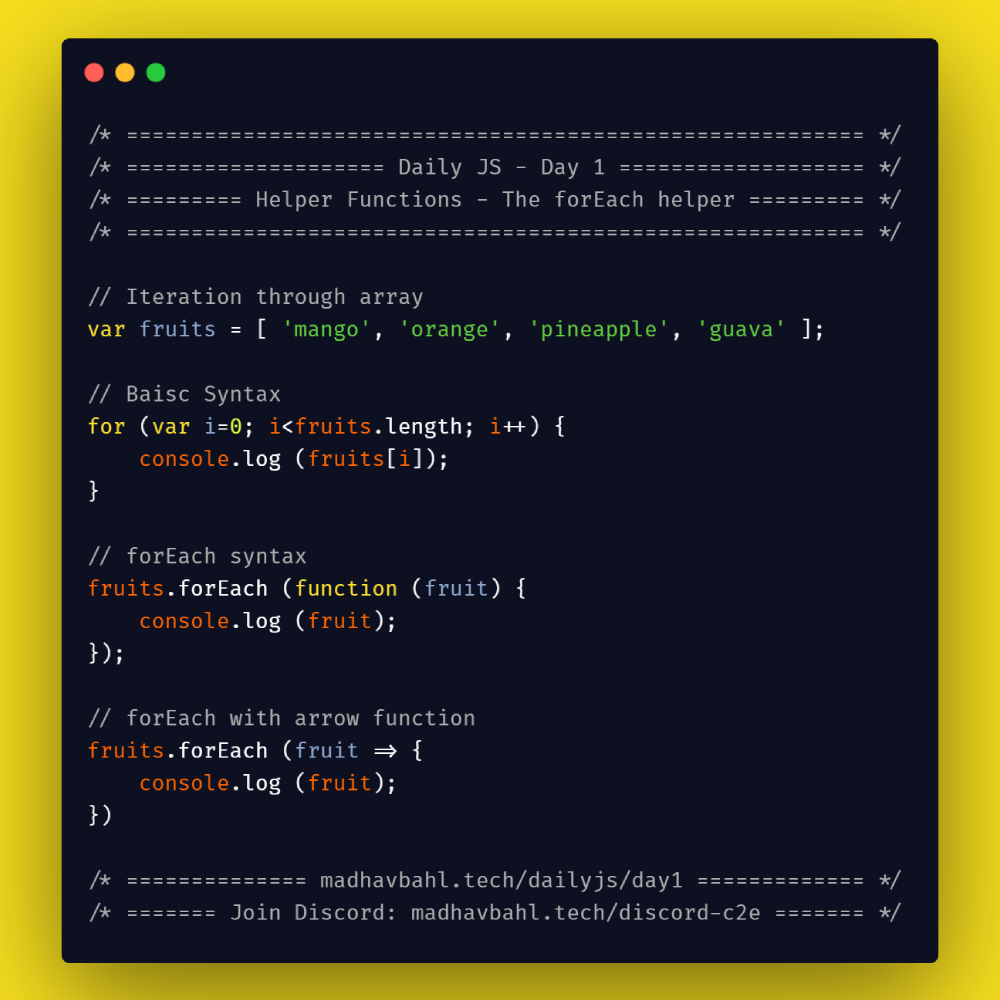 /* ========================================================= */
/* ==================== Daily JS - Day 1 =================== */
/* ========= Helper Functions - The forEach helper ========= */
/* ========================================================= */
// Iteration through array
var fruits = [ 'mango', 'orange', 'pineapple', 'guava' ];
// Baisc Syntax
for (var i=0; i<fruits.length; i++) {
    console.log (fruits[i]);
}
// forEach syntax
fruits.forEach (function (fruit) {
    console.log (fruit);
});
// forEach with arrow function
fruits.forEach (fruit => {
    console.log (fruit);
})
/* ============== madhavbahl.tech/dailyjs/day1 ============= */
/* ======= Join Discord: madhavbahl.tech/discord-c2e ======= */